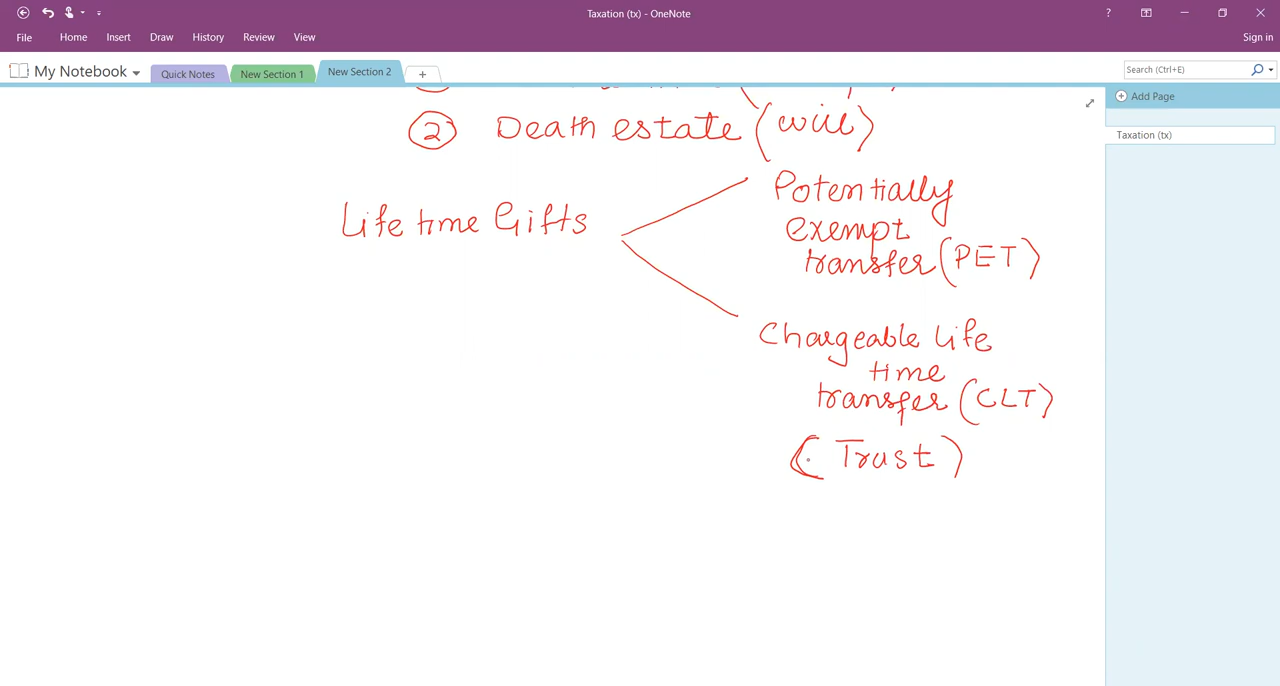 Taxation (tx) - OneNote
File Home Insert Draw History Review View
Sign in
My Notebook Quick Notes New Section 1 New Section 2 +
Search (Ctrl+E)
Add Page
Taxation (tx)
2 Death estate (will)
Life time Gifts
Potentially
exempt
transfer (PET)
Chargeable life
time
transfer (CLT)
(Trust)